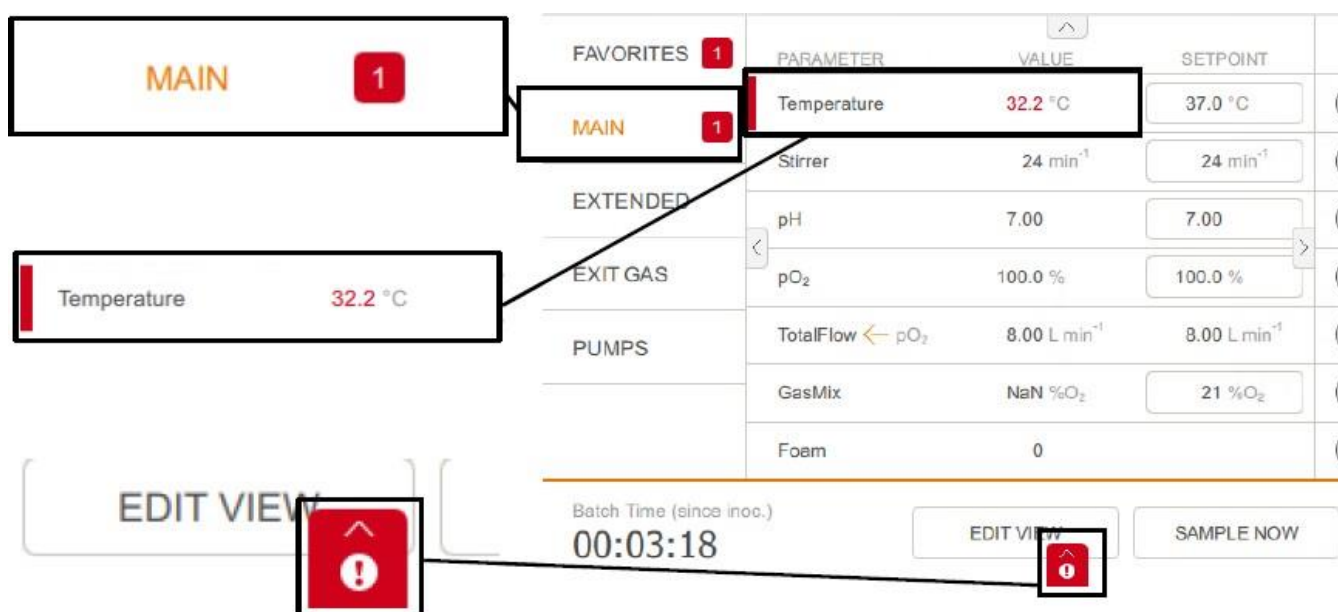 MAIN 1
Temperature 32.2 °C
EDIT VIEW
FAVORITES 1
MAIN 1
EXTENDED
EXIT GAS
PUMPS
PARAMETER VALUE SETPOINT
Temperature 32.2 °C 37.0 °C
Stirrer 24 min⁻¹ 24 min⁻¹
pH 7.00 7.00
pO₂ 100.0 % 100.0 %
TotalFlow ← pO₂ 8.00 L min⁻¹ 8.00 L min⁻¹
GasMix NaN %O₂ 21 %O₂
Foam 0
Batch Time (since inoc.)
00:03:18
EDIT VIEW SAMPLE NOW